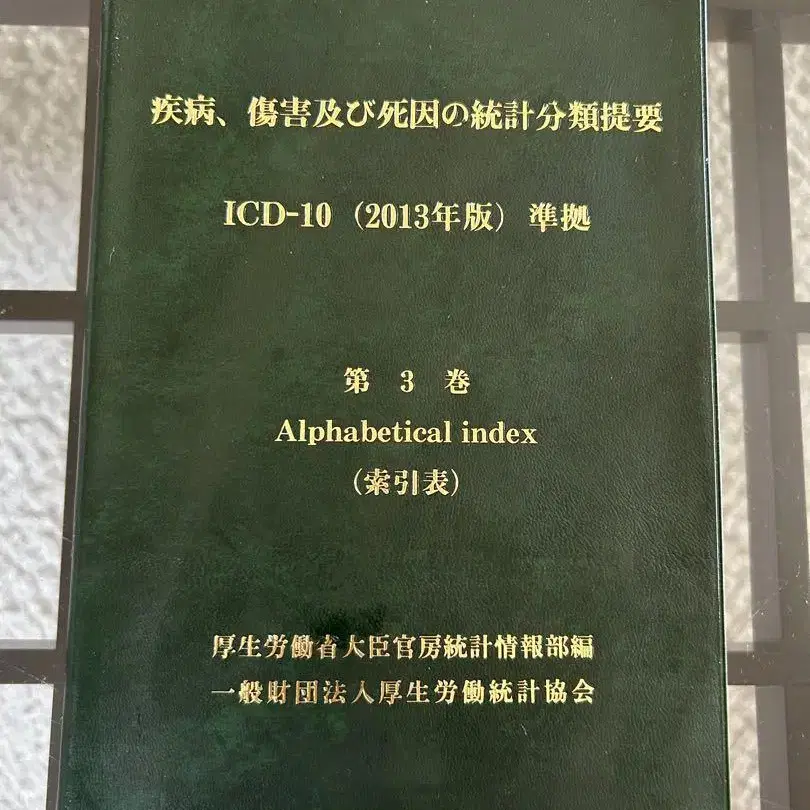 疾病、傷害及び死因の統計分類提要
ICD-10（2013年版）準拠
第 3 巻
Alphabetical index
（索引表）
厚生労働省大臣官房統計情報部編
一般財団法人厚生労働統計協会